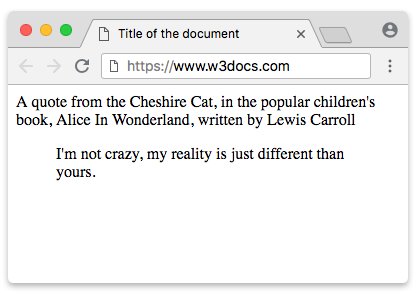 Title of the document
https://www.w3docs.com
A quote from the Cheshire Cat, in the popular children's
book, Alice In Wonderland, written by Lewis Carroll
I'm not crazy, my reality is just different than
yours.